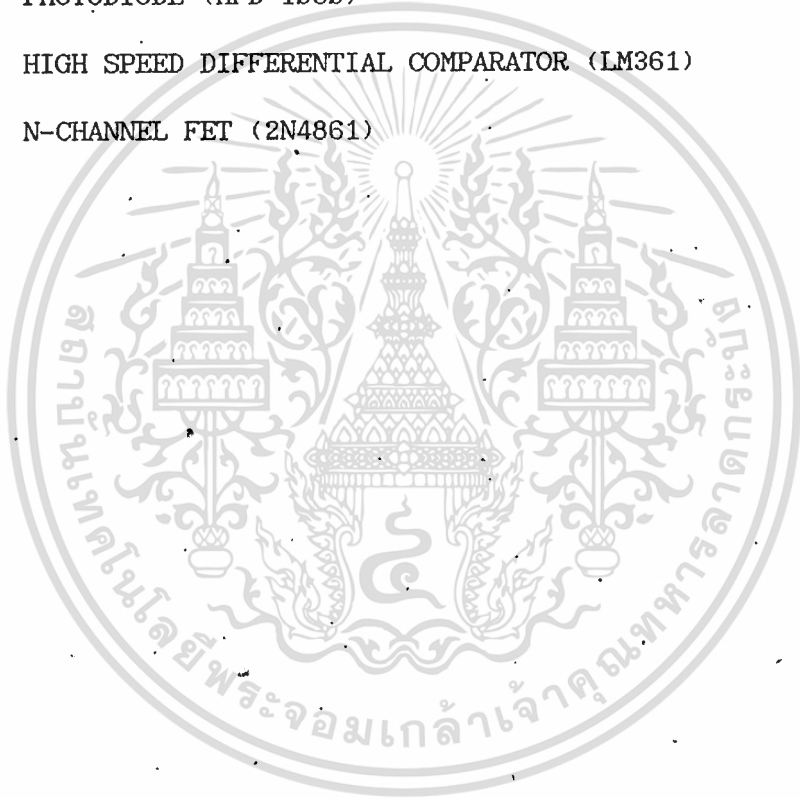 HIGH SPEED DIFFERENTIAL COMPARATOR (LM361)
N-CHANNEL FET (2N4861)
สถาบันเทคโนโลยีพระจอมเกล้าเจ้าคุณทหารลาดกระบัง